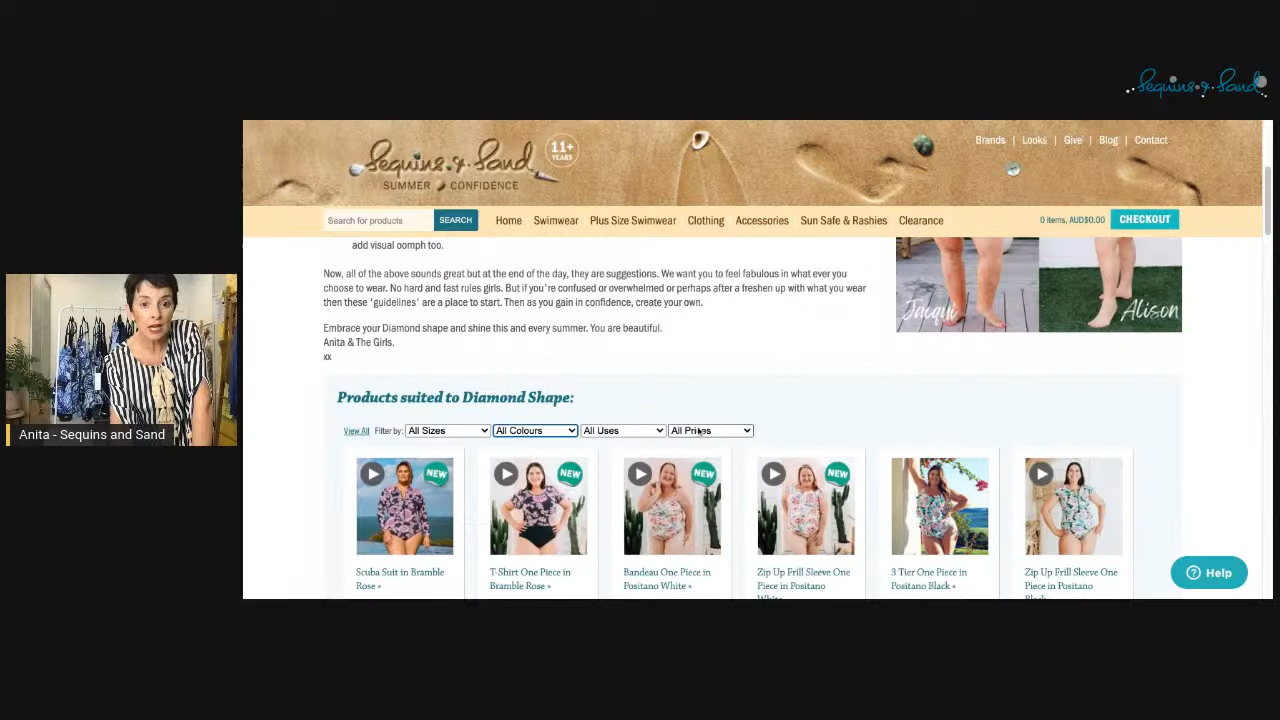 Sequins & Sand
Sequins & Sand
11+
YEARS
SUMMER CONFIDENCE
Brands | Looks | Give | Blog | Contact
Search for products SEARCH Home Swimwear Plus Size Swimwear Clothing Accessories Sun Safe & Rashies Clearance 0 items, AUD$0.00 CHECKOUT
add visual oomph too.
Now, all of the above sounds great but at the end of the day, they are suggestions. We want you to feel fabulous in what ever you
choose to wear. No hard and fast rules girls. But if you're confused or overwhelmed or perhaps after a freshen up with what you wear
then these 'guidelines' are a place to start. Then as you gain in confidence, create your own.
Jacqui Alison
Embrace your Diamond shape and shine this and every summer. You are beautiful.
Anita & The Girls.
xx
Products suited to Diamond Shape:
View All Filter by: All Sizes All Colours All Uses All Prices
NEW NEW NEW NEW
Anita - Sequins and Sand
Scuba Suit in Bramble
Rose »
T-Shirt One Piece in
Bramble Rose »
Bandeau One Piece in
Positano White »
Zip Up Frill Sleeve One
Piece in Positano
White
3 Tier One Piece in
Positano Black »
Zip Up Frill Sleeve One
Piece in Positano
Black
Help